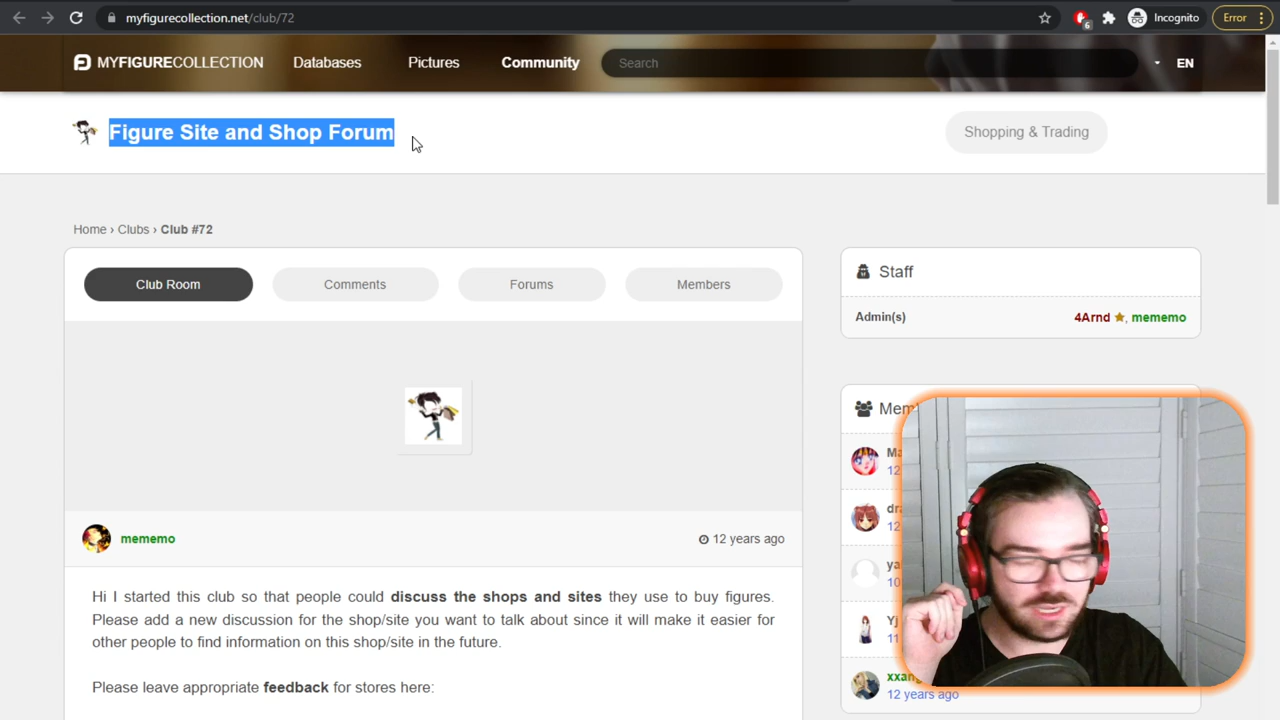 myfigurecollection.net/club/72
6
Incognito
Error
MYFIGURECOLLECTION
Databases
Pictures
Community
Search
EN
Figure Site and Shop Forum
Shopping & Trading
Home › Clubs › Club #72
Club Room
Comments
Forums
Members
Staff
Admin(s)
4Arnd ★, mememo
mememo
12 years ago
Hi I started this club so that people could discuss the shops and sites they use to buy figures.
Please add a new discussion for the shop/site you want to talk about since it will make it easier for
other people to find information on this shop/site in the future.
Please leave appropriate feedback for stores here:
12 years ago